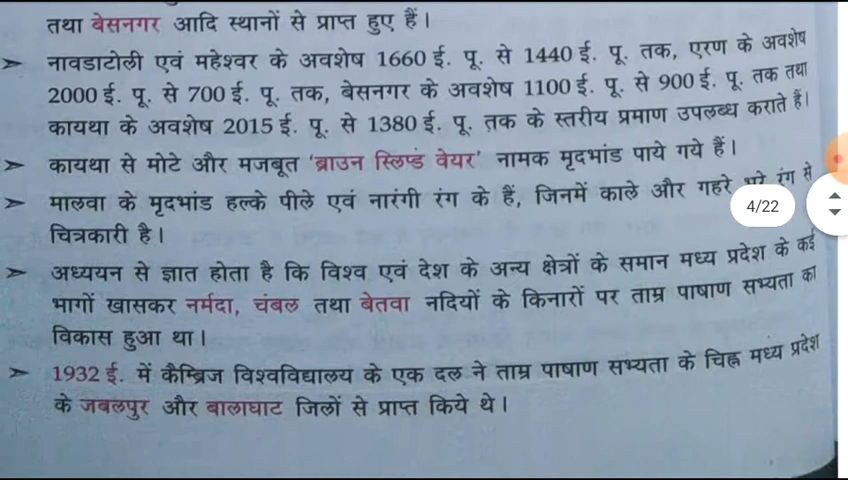 तथा बेसनगर आदि स्थानों से प्राप्त हुए हैं।
➤ नावडाटोली एवं महेश्वर के अवशेष 1660 ई. पू. से 1440 ई. पू. तक, एरण के अवशेष
2000 ई. पू. से 700 ई. पू. तक, बेसनगर के अवशेष 1100 ई. पू. से 900 ई. पू. तक तथा
कायथा के अवशेष 2015 ई. पू. से 1380 ई. पू. तक के स्तरीय प्रमाण उपलब्ध कराते हैं।
➤ कायथा से मोटे और मजबूत 'ब्राउन स्लिप्ड वेयर' नामक मृदभांड पाये गये हैं।
➤ मालवा के मृदभांड हल्के पीले एवं नारंगी रंग के हैं, जिनमें काले और गहरे भूरे रंग से
4/22
चित्रकारी है।
➤ अध्ययन से ज्ञात होता है कि विश्व एवं देश के अन्य क्षेत्रों के समान मध्य प्रदेश के कई
भागों खासकर नर्मदा, चंबल तथा बेतवा नदियों के किनारों पर ताम्र पाषाण सभ्यता का
विकास हुआ था।
➤ 1932 ई. में कैम्ब्रिज विश्वविद्यालय के एक दल ने ताम्र पाषाण सभ्यता के चिह्न मध्य प्रदेश
के जबलपुर और बालाघाट जिलों से प्राप्त किये थे।